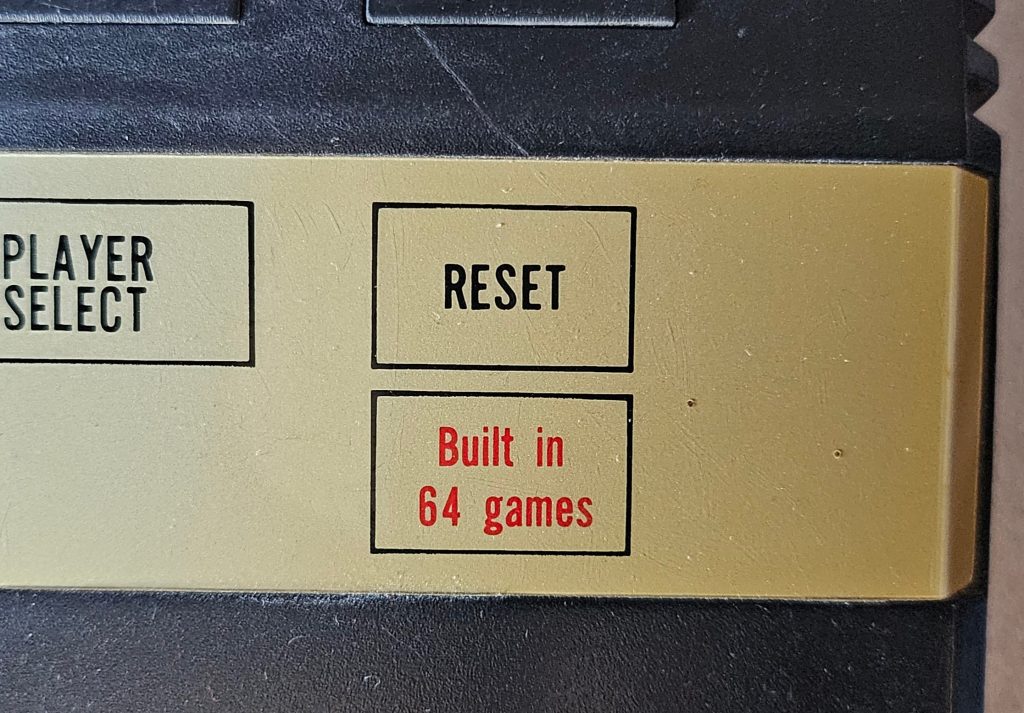 PLAYER
SELECT
RESET
Built in
64 games